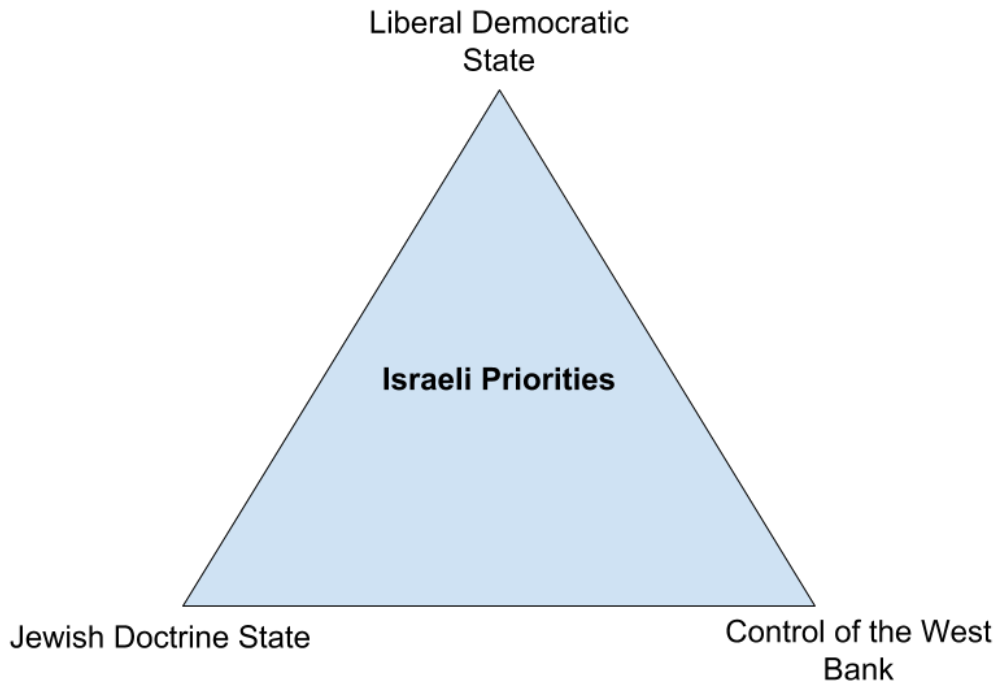 Liberal Democratic
State
Israeli Priorities
Jewish Doctrine State
Control of the West
Bank